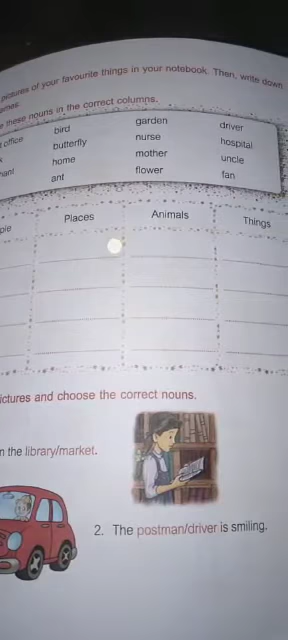 pictures of your favourite things in your notebook. Then, write down
these nouns in the correct columns.
office bird garden driver
butterfly nurse hospital
home mother uncle
ant flower fan
Places Animals Things
pictures and choose the correct nouns.
the library/market.
2. The postman/driver is smiling.